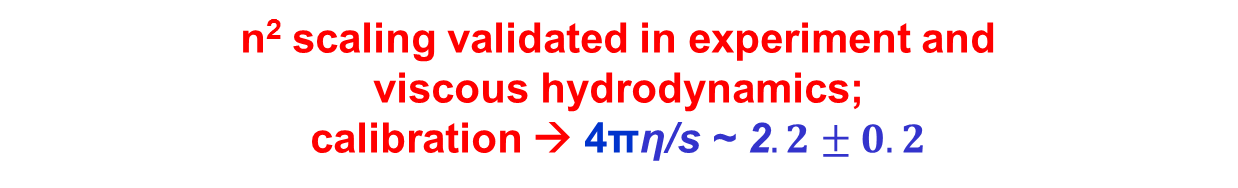 n² scaling validated in experiment and
viscous hydrodynamics;
calibration → 4πη/s ~ 2.2 ± 0.2